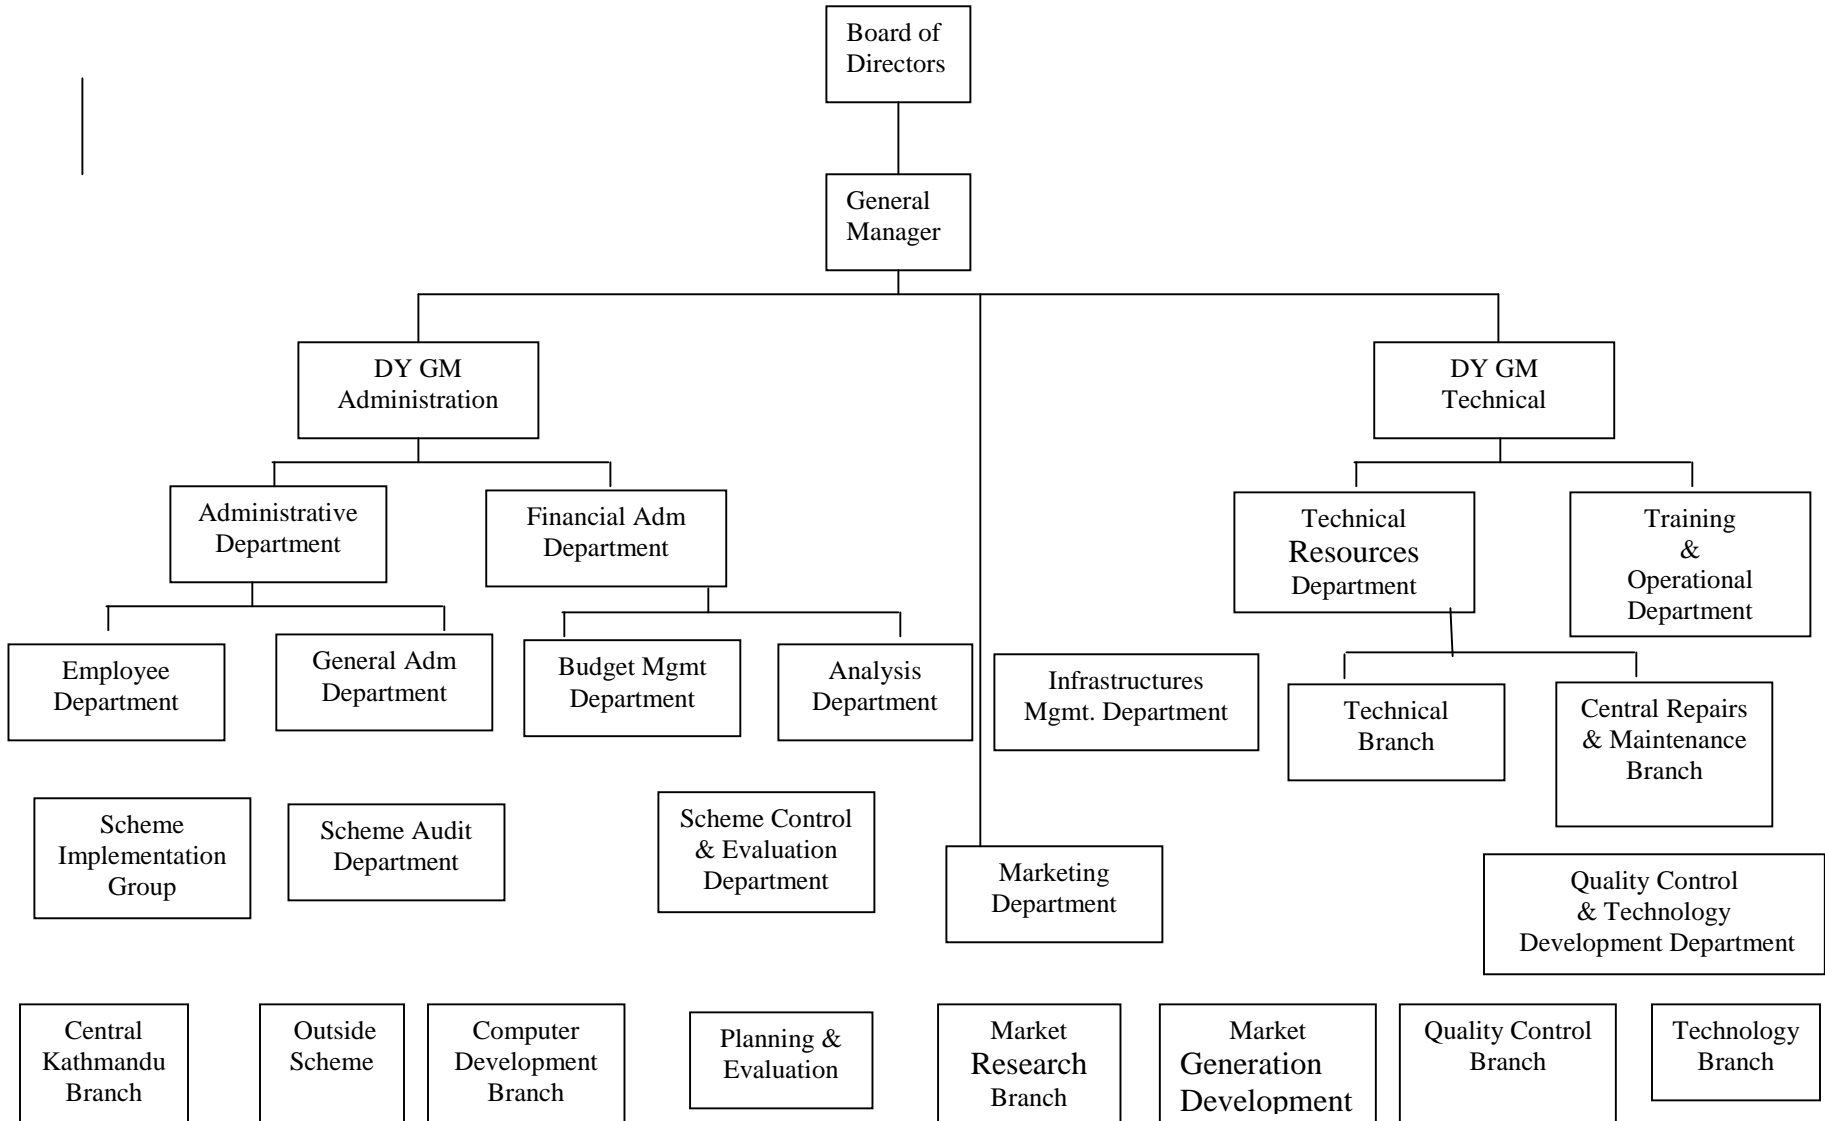 Board of
Directors
General
Manager
DY GM
Administration
DY GM
Technical
Administrative
Department
Financial Adm
Department
Technical
Resources
Department
Training
&
Operational
Department
Employee
Department
General Adm
Department
Budget Mgmt
Department
Analysis
Department
Infrastructures
Mgmt. Department
Technical
Branch
Central Repairs
& Maintenance
Branch
Scheme
Implementation
Group
Scheme Audit
Department
Scheme Control
& Evaluation
Department
Marketing
Department
Quality Control
& Technology
Development Department
Central
Kathmandu
Branch
Outside
Scheme
Computer
Development
Branch
Planning &
Evaluation
Market
Research
Branch
Market
Generation
Development
Quality Control
Branch
Technology
Branch